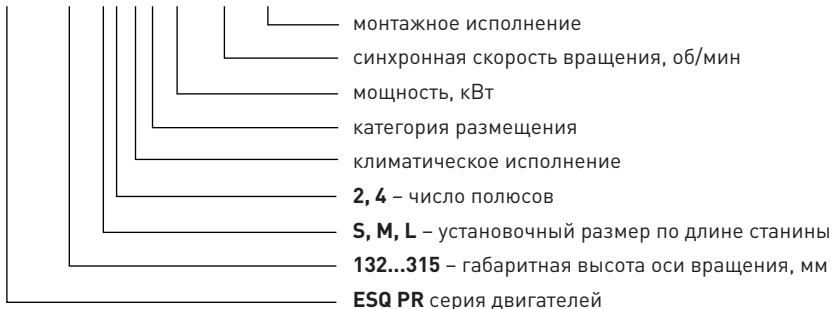 монтажное исполнение
синхронная скорость вращения, об/мин
мощность, кВт
категория размещения
климатическое исполнение
2, 4 – число полюсов
S, M, L – установочный размер по длине станины
132...315 – габаритная высота оси вращения, мм
ESQ PR серия двигателей